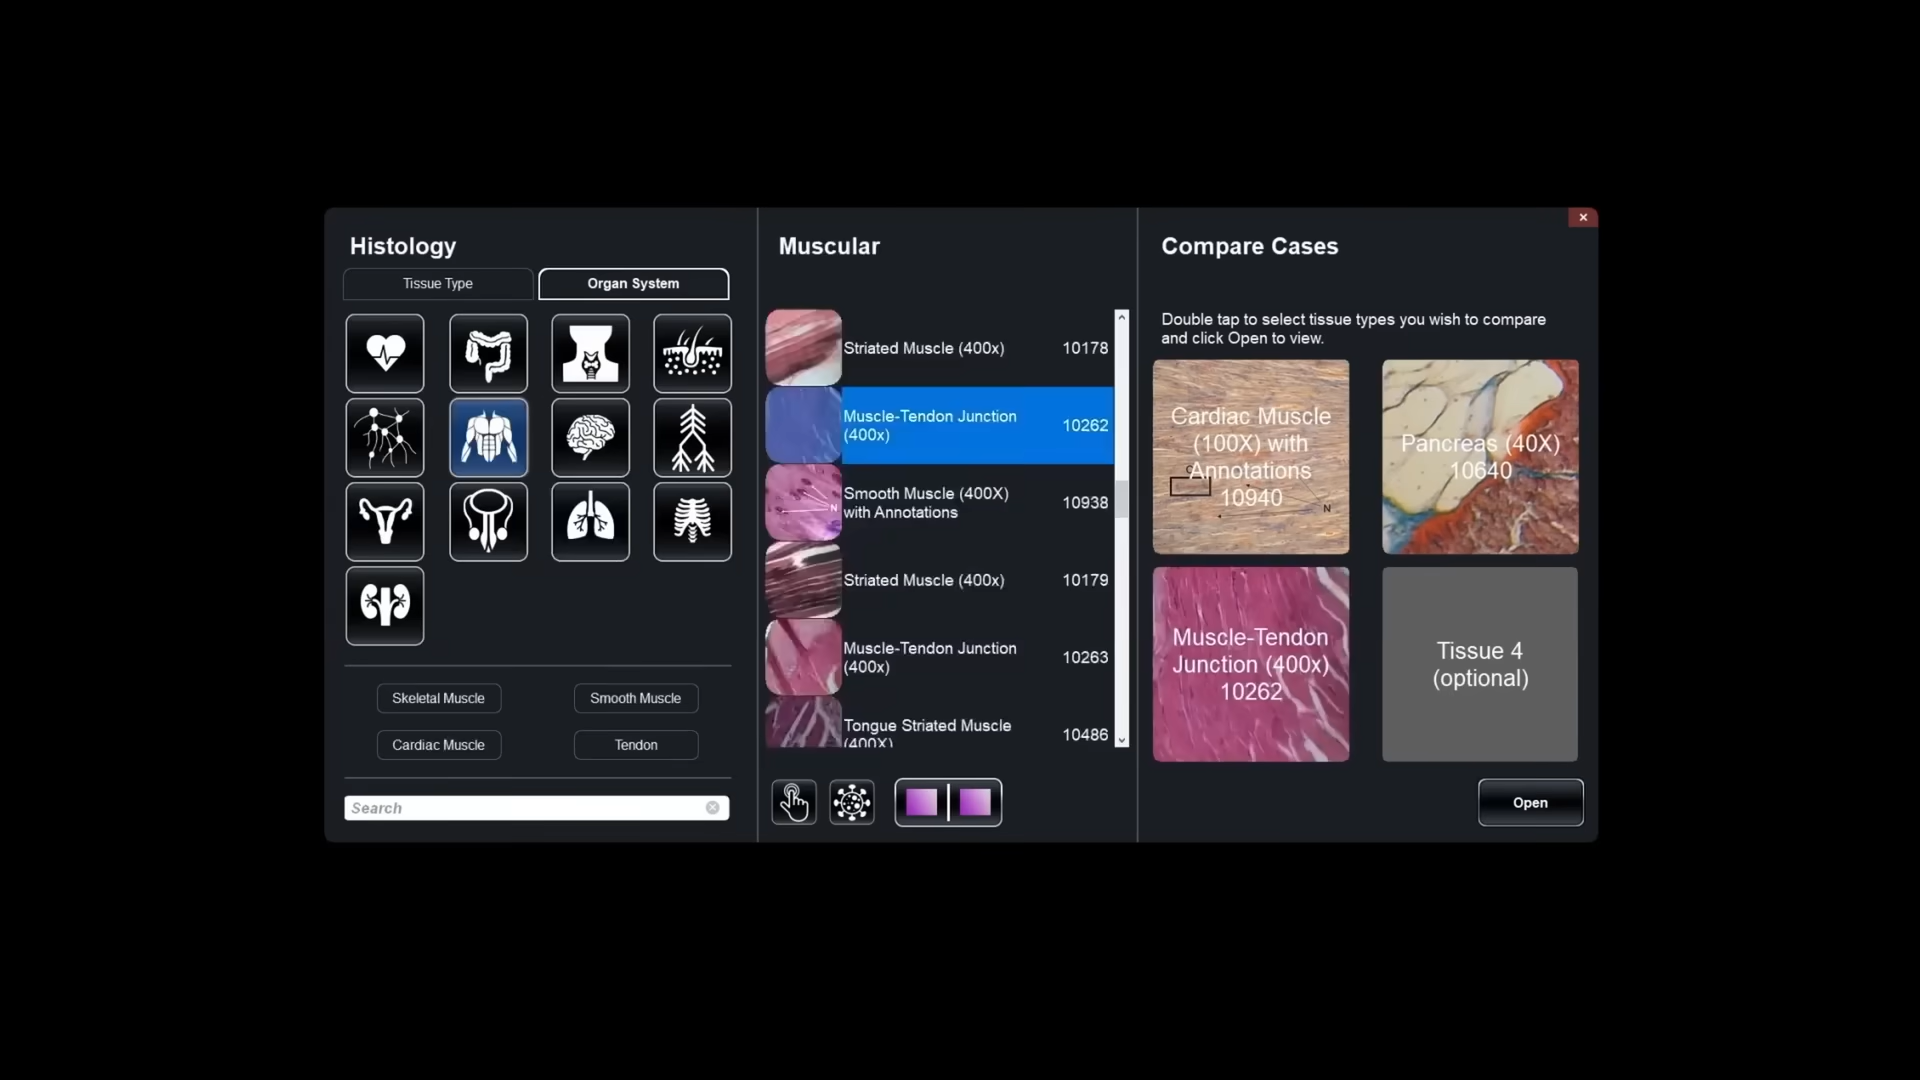 Histology
Tissue Type
Organ System
Skeletal Muscle
Smooth Muscle
Cardiac Muscle
Tendon
Search
Muscular
Striated Muscle (400x) 10178
Muscle-Tendon Junction
(400x) 10262
Smooth Muscle (400X)
with Annotations 10938
N
Striated Muscle (400x) 10179
Muscle-Tendon Junction
(400x) 10263
Tongue Striated Muscle
(400X) 10486
Compare Cases
Double tap to select tissue types you wish to compare
and click Open to view.
Cardiac Muscle
(100X) with
Annotations
10940
N
Pancreas (40X)
10640
Muscle-Tendon
Junction (400x)
10262
Tissue 4
(optional)
Open